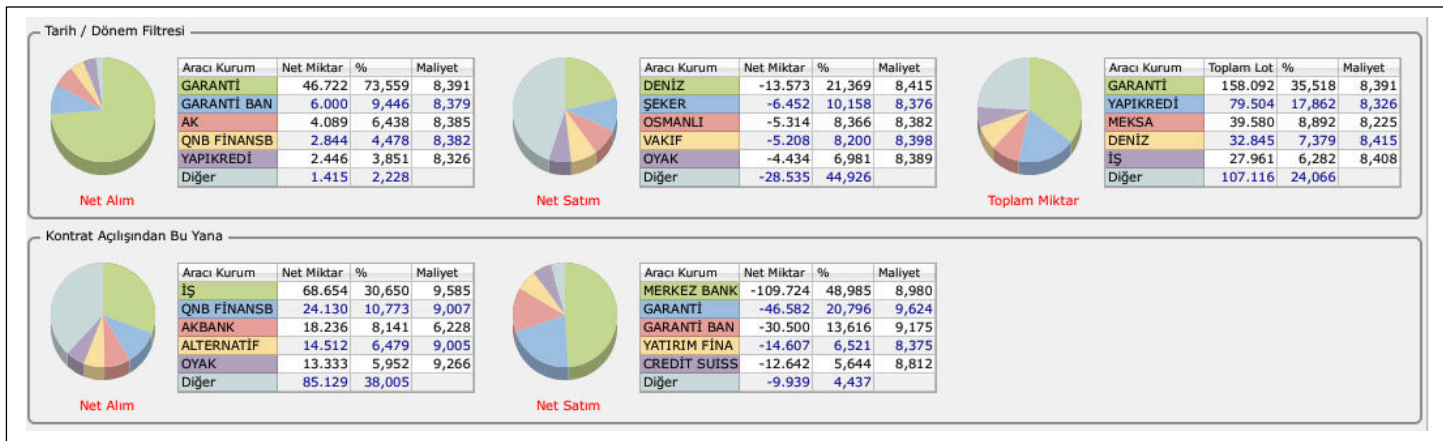 Tarih / Dönem Filtresi
Aracı Kurum Net Miktar % Maliyet
GARANTİ 46.722 73,559 8,391
GARANTİ BAN 6.000 9,446 8,379
AK 4.089 6,438 8,385
QNB FİNANSB 2.844 4,478 8,382
YAPIKREDİ 2.446 3,851 8,326
Diğer 1.415 2,228
Net Alım
Aracı Kurum Net Miktar % Maliyet
DENİZ -13.573 21,369 8,415
ŞEKER -6.452 10,158 8,376
OSMANLI -5.314 8,366 8,382
VAKIF -5.208 8,200 8,398
OYAK -4.434 6,981 8,389
Diğer -28.535 44,926
Net Satım
Aracı Kurum Toplam Lot % Maliyet
GARANTİ 158.092 35,518 8,391
YAPIKREDİ 79.504 17,862 8,326
MEKSA 39.580 8,892 8,225
DENİZ 32.845 7,379 8,415
İŞ 27.961 6,282 8,408
Diğer 107.116 24,066
Toplam Miktar
Kontrat Açılışından Bu Yana
Aracı Kurum Net Miktar % Maliyet
İŞ 68.654 30,650 9,585
QNB FİNANSB 24.130 10,773 9,007
AKBANK 18.236 8,141 6,228
ALTERNATİF 14.512 6,479 9,005
OYAK 13.333 5,952 9,266
Diğer 85.129 38,005
Net Alım
Aracı Kurum Net Miktar % Maliyet
MERKEZ BANK -109.724 48,985 8,980
GARANTİ -46.582 20,796 9,624
GARANTİ BAN -30.500 13,616 9,175
YATIRIM FİNA -14.607 6,521 8,375
CREDİT SUISS -12.642 5,644 8,812
Diğer -9.939 4,437
Net Satım